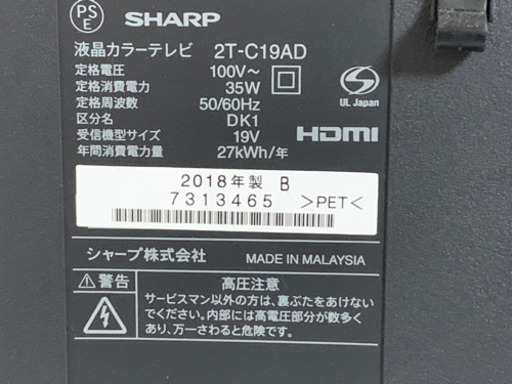 PS
E
SHARP
液晶カラーテレビ 2T-C19AD
定格電圧 100V～
定格消費電力 35W
定格周波数 50/60Hz
区分名 DK1
受信機型サイズ 19V
年間消費電力量 27kWh/年
S
UL Japan
HDMI
2018年製 B
7313465 >PET<
シャープ株式会社 MADE IN MALAYSIA
⚠警告
高圧注意
サービスマン以外の方は、裏ぶたをあけない
でください。内部には高電圧部分が数多く
あり、万一さわると危険です。